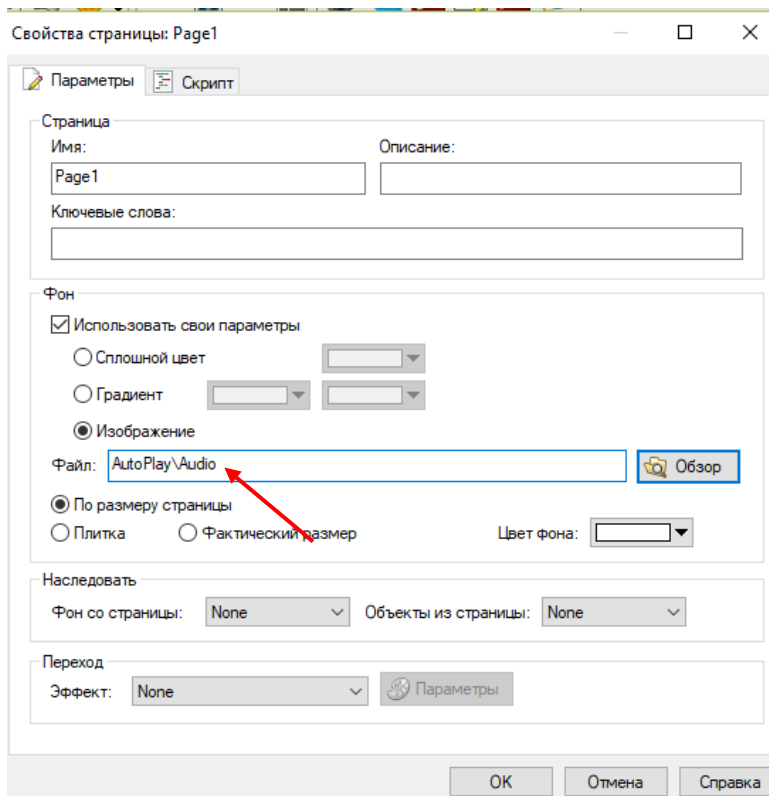 Свойства страницы: Page1
Параметры Скрипт
Страница
Имя: Описание:
Page1
Ключевые слова:
Фон
Использовать свои параметры
Сплошной цвет
Градиент
Изображение
Файл: AutoPlay\Audio Обзор
По размеру страницы
Плитка Фактический размер Цвет фона:
Наследовать
Фон со страницы: None Объекты из страницы: None
Переход
Эффект: None Параметры
OK Отмена Справка